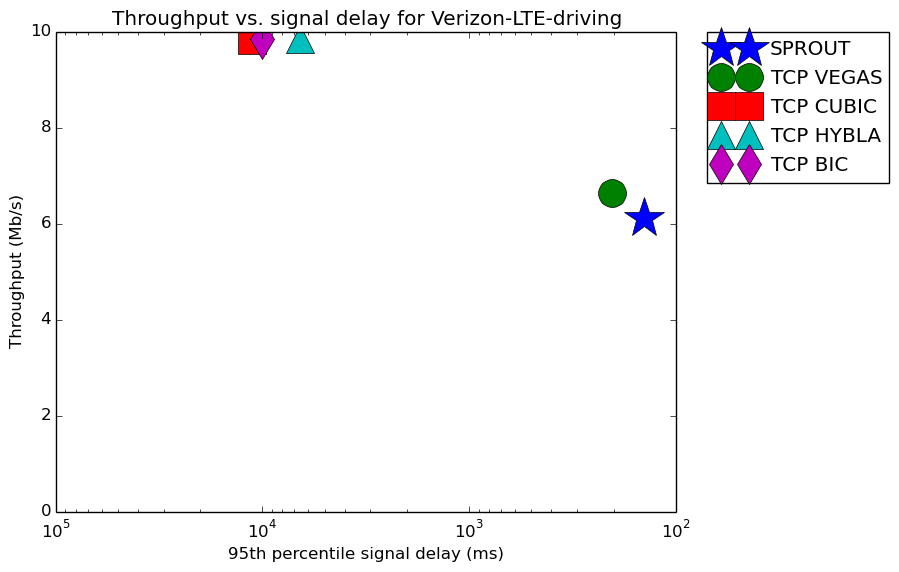 Throughput vs. signal delay for Verizon-LTE-driving
10
8
6
4
2
0
Throughput (Mb/s)
10^5 10^4 10^3 10^2
95th percentile signal delay (ms)
SPROUT
TCP VEGAS
TCP CUBIC
TCP HYBLA
TCP BIC